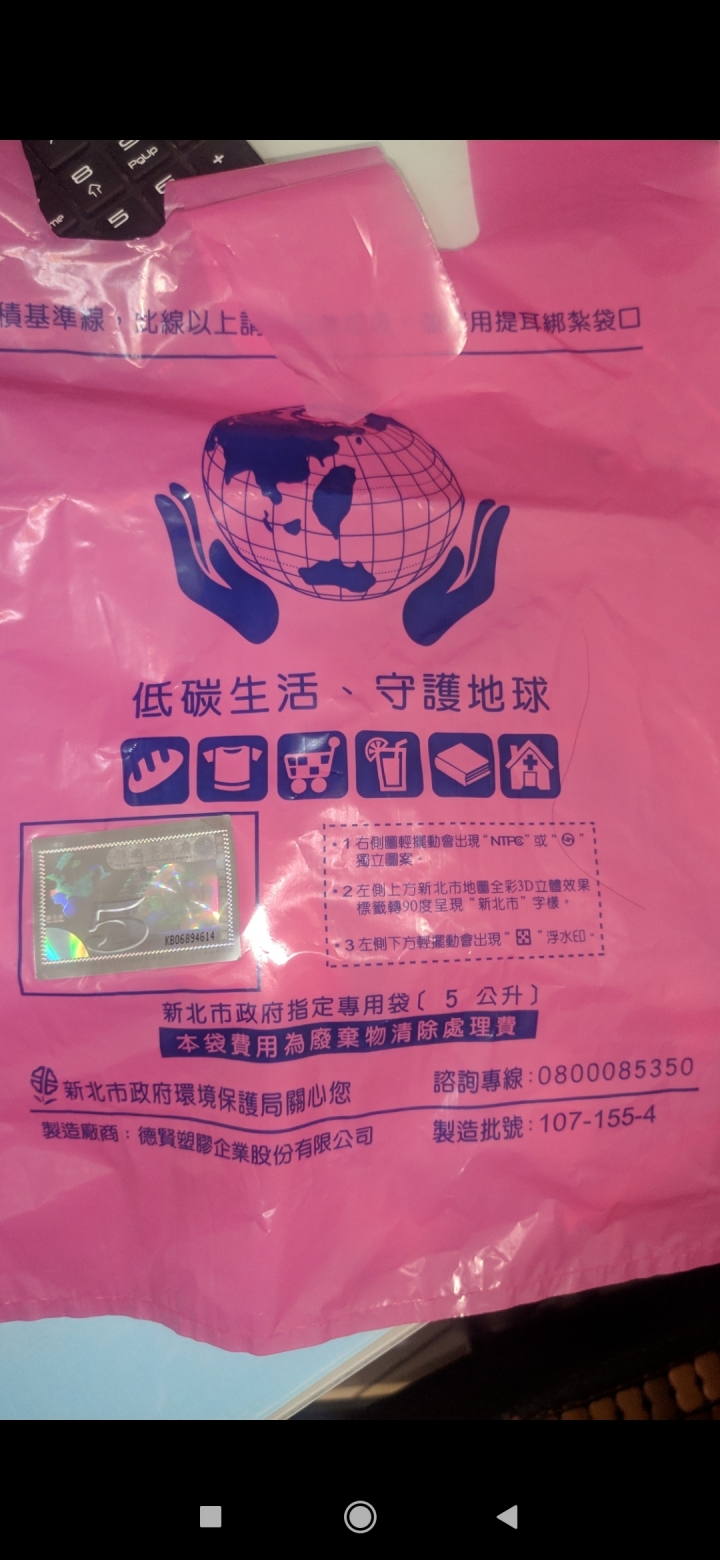 8
PgUp
+
5
積基準線，此線以上請
用提耳綁紮袋口
低碳生活、守護地球
5
KB06894614
•1 右側圖輕擺動會出現"NTPC"或" "
獨立圖案。
•2 左側上方新北市地圖全彩3D立體效果
標籤轉90度呈現"新北市"字樣。
•3 左側下方輕擺動會出現" "浮水印。
新北市政府指定專用袋〔 5 公升〕
本袋費用為廢棄物清除處理費
新北市政府環境保護局關心您
諮詢專線:0800085350
製造廠商：德賢塑膠企業股份有限公司
製造批號:107-155-4